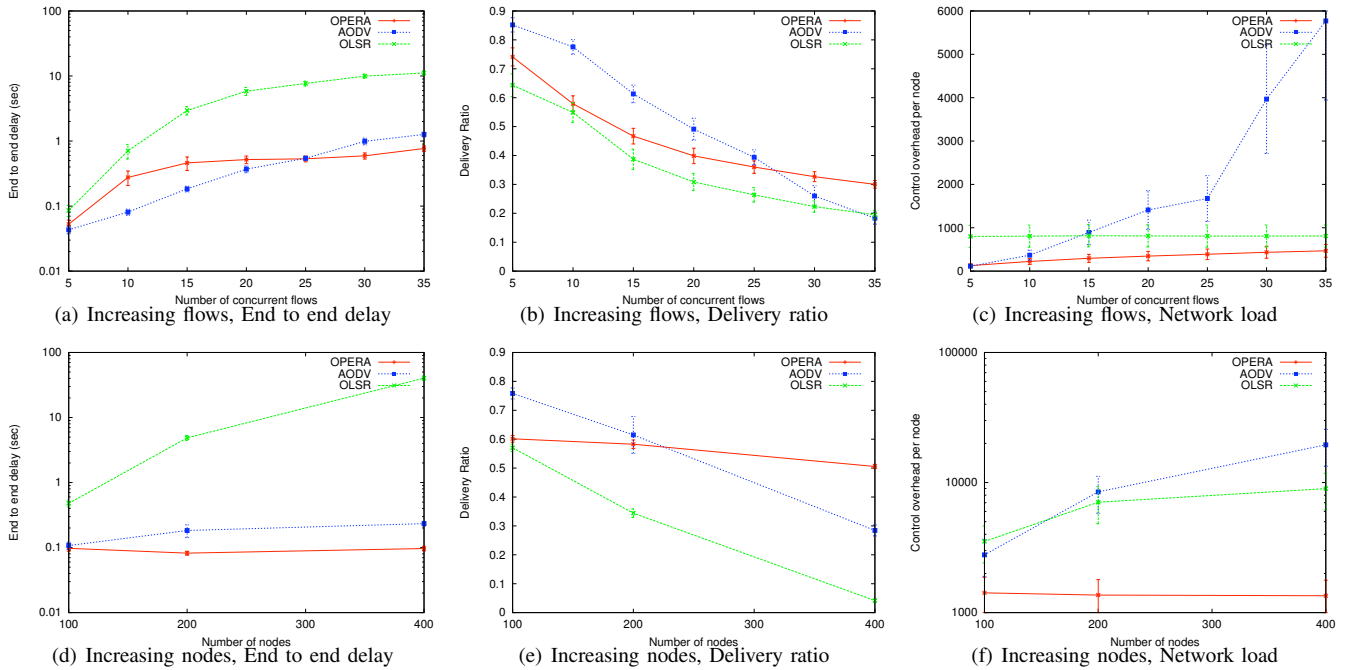 OPERA
AODV
OLSR
End to end delay (sec)
100
10
1
0.1
0.01
5 10 15 20 25 30 35
Number of concurrent flows
(a) Increasing flows, End to end delay
OPERA
AODV
OLSR
Delivery Ratio
0.9
0.8
0.7
0.6
0.5
0.4
0.3
0.2
0.1
0
5 10 15 20 25 30 35
Number of concurrent flows
(b) Increasing flows, Delivery ratio
OPERA
AODV
OLSR
Control overhead per node
6000
5000
4000
3000
2000
1000
0
5 10 15 20 25 30 35
Number of concurrent flows
(c) Increasing flows, Network load
OPERA
AODV
OLSR
End to end delay (sec)
100
10
1
0.1
0.01
100 200 300 400
Number of nodes
(d) Increasing nodes, End to end delay
OPERA
AODV
OLSR
Delivery Ratio
0.9
0.8
0.7
0.6
0.5
0.4
0.3
0.2
0.1
0
100 200 300 400
Number of nodes
(e) Increasing nodes, Delivery ratio
OPERA
AODV
OLSR
Control overhead per node
100000
10000
1000
100 200 300 400
Number of nodes
(f) Increasing nodes, Network load